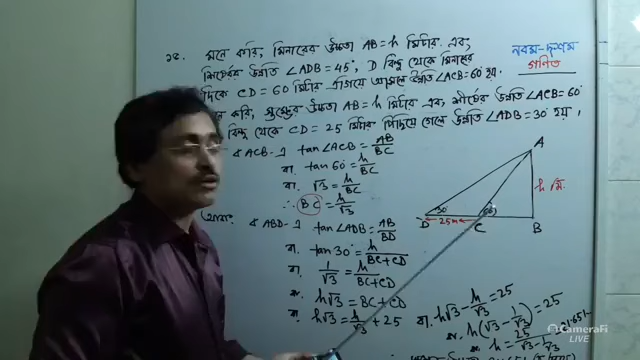 ১৫. মনে করি, মিনারের উচ্চতা AB = h মিটার এবং
শীর্ষের উন্নতি ∠ADB = 45°, D বিন্দু থেকে মিনারের
দিকে CD = 60 মিটার এগিয়ে আসলে উন্নতি ∠ACB = 60° হয়।
নবম-দশম
গণিত
করি, স্তম্ভের উচ্চতা AB = h মিটার এবং শীর্ষের উন্নতি ∠ACB = 60°
বিন্দু থেকে CD = 25 মিটার পিছিয়ে গেলে উন্নতি ∠ADB = 30° হয়,
ACB -এ tan∠ACB = AB/BC
বা, tan 60° = h/BC
বা, √3 = h/BC
∴ BC = h/√3
আবার, ABD -এ tan∠ADB = AB/BD
বা, tan 30° = h/BC+CD
বা, 1/√3 = h/BC+CD
বা, h√3 = BC+CD
বা, h√3 = h/√3 + 25
A
h মি.
30°
60°
D
25m
C
B
বা, h√3 - h/√3 = 25
বা, h(√3 - 1/√3) = 25
বা, h = 25/√3 - 1/√3
CameraFi
LIVE